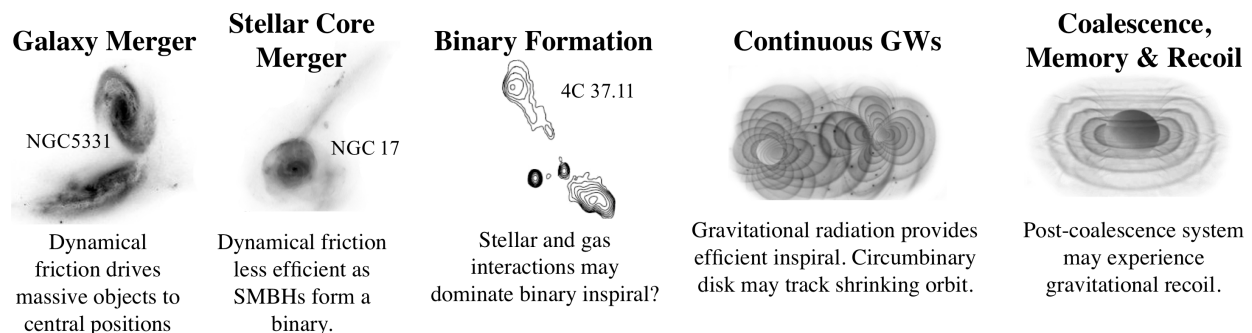 Galaxy Merger
NGC5331
Dynamical
friction drives
massive objects to
central positions
Stellar Core
Merger
NGC 17
Dynamical friction
less efficient as
SMBHs form a
binary.
Binary Formation
4C 37.11
Stellar and gas
interactions may
dominate binary inspiral?
Continuous GWs
Gravitational radiation provides
efficient inspiral. Circumbinary
disk may track shrinking orbit.
Coalescence,
Memory & Recoil
Post-coalescence system
may experience
gravitational recoil.